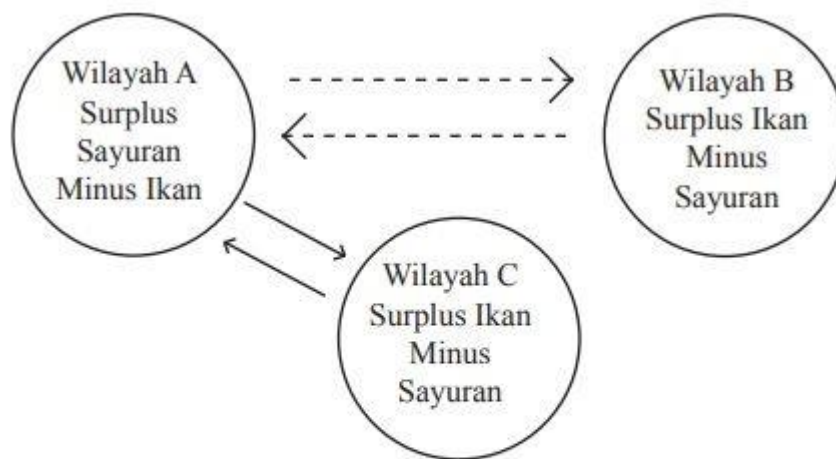 Wilayah A
Surplus
Sayuran
Minus Ikan
Wilayah B
Surplus Ikan
Minus
Sayuran
Wilayah C
Surplus Ikan
Minus
Sayuran